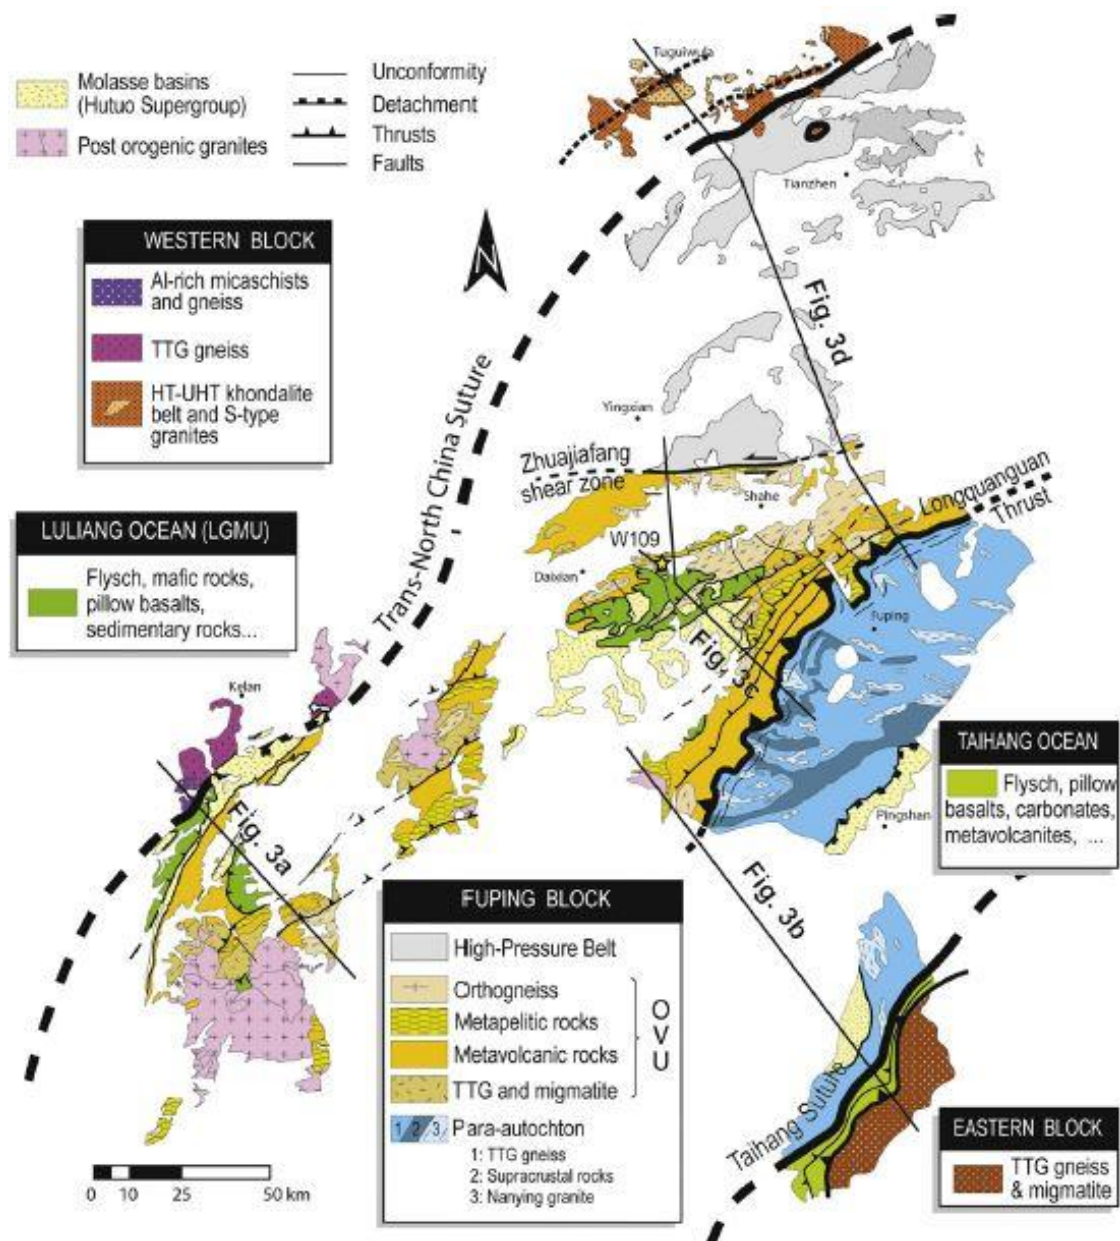 Molasse basins
(Hutuo Supergroup)
Post orogenic granites
Unconformity
Detachment
Thrusts
Faults
Tuguiwula
Tianzhen
WESTERN BLOCK
Al-rich micaschists
and gneiss
TTG gneiss
HT-UHT khondalite
belt and S-type
granites
N
Fig. 3d
Trans-North China Suture
Yingxian
Zhuajiafang
shear zone
Shahe
Longquanguan
Thrust
W109
Daixian
Fuping
Fig. 3c
LULIANG OCEAN (LGMU)
Flysch, mafic rocks,
pillow basalts,
sedimentary rocks...
Kelan
Fig. 3a
TAIHANG OCEAN
Flysch, pillow
basalts, carbonates,
metavolcanites, ...
Pingshan
Fig. 3b
FUPING BLOCK
High-Pressure Belt
Orthogneiss
Metapelitic rocks
Metavolcanic rocks
TTG and migmatite
OVU
1 2 3 Para-autochton
1: TTG gneiss
2: Supracrustal rocks
3: Nanying granite
Taihang Suture
EASTERN BLOCK
TTG gneiss
& migmatite
0 10 25 50 km